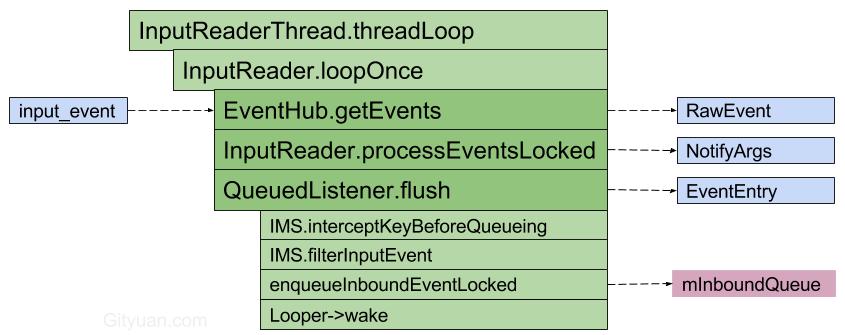 InputReaderThread.threadLoop
InputReader.loopOnce
input_event
EventHub.getEvents
RawEvent
InputReader.processEventsLocked
NotifyArgs
QueuedListener.flush
EventEntry
IMS.interceptKeyBeforeQueueing
IMS.filterInputEvent
enqueueInboundEventLocked
mInboundQueue
Looper->wake
Gityuan.com